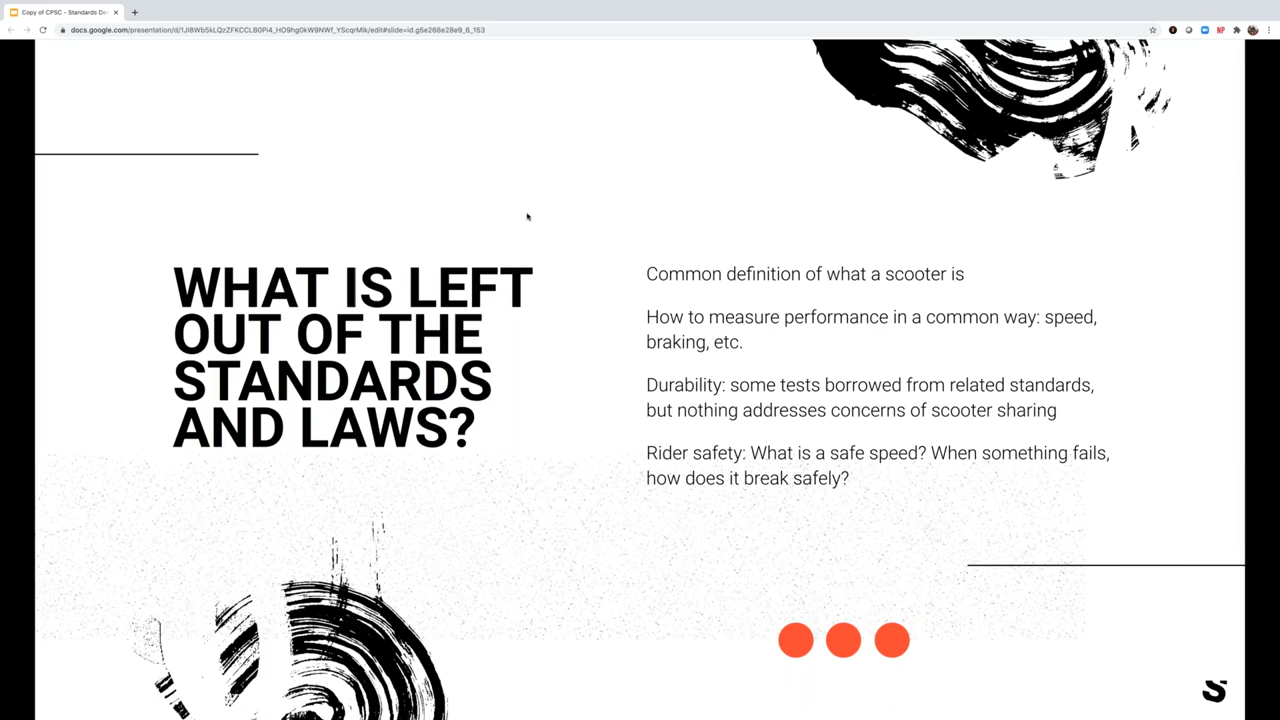 Copy of CPSC - Standards De
docs.google.com/presentation/d/1JI8Wb5kLQzZFKCCLB0Pi4_HO9hg0kW9NWf_YScqrMlk/edit#slide=id.g5e268e28e9_6_153
NP
WHAT IS LEFT
OUT OF THE
STANDARDS
AND LAWS?
Common definition of what a scooter is
How to measure performance in a common way: speed,
braking, etc.
Durability: some tests borrowed from related standards,
but nothing addresses concerns of scooter sharing
Rider safety: What is a safe speed? When something fails,
how does it break safely?
S